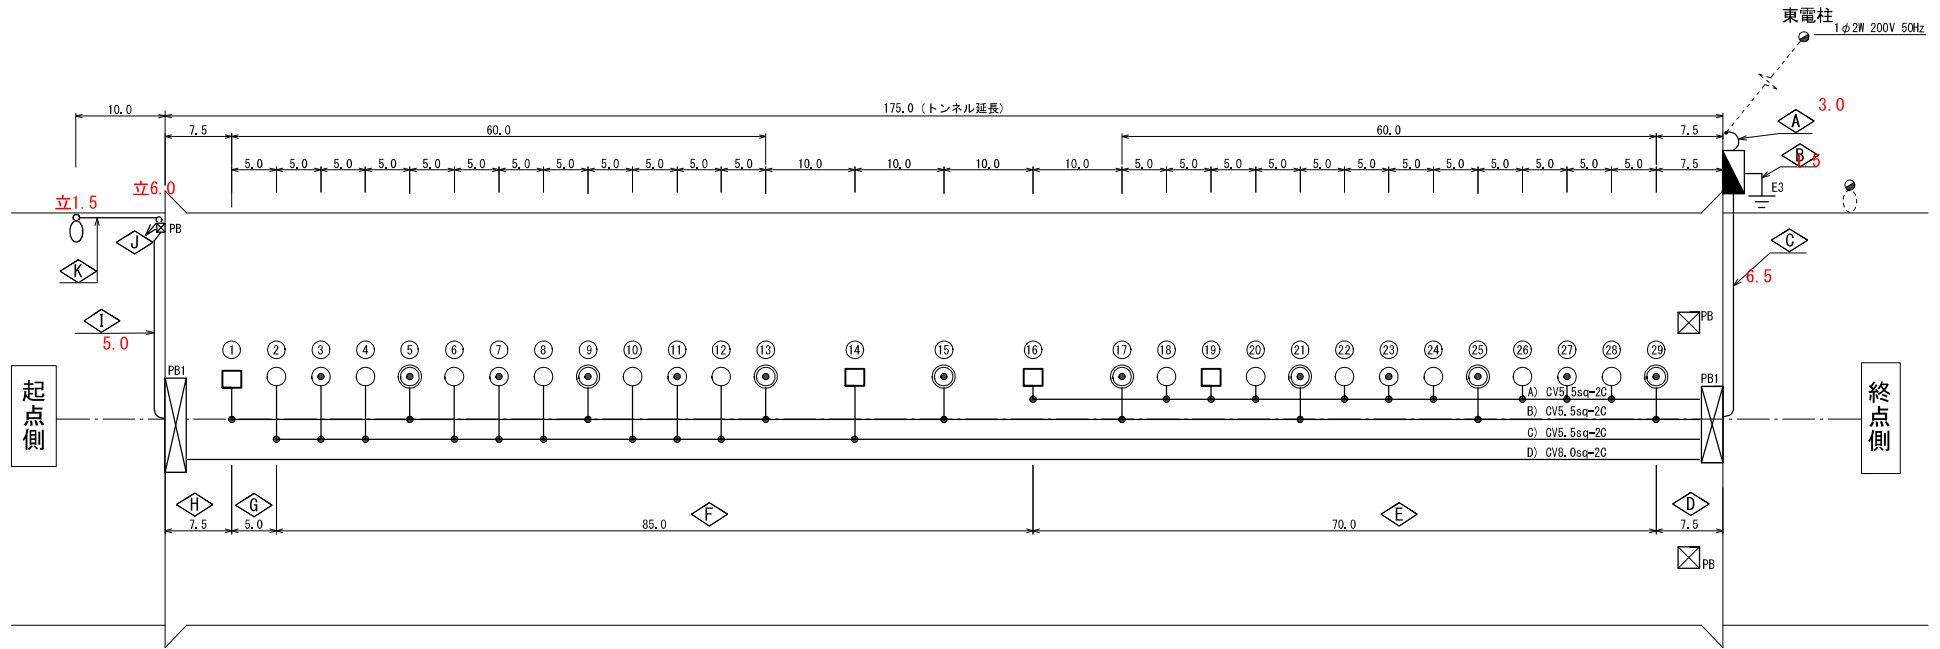 東電柱
1φ2W 200V 50Hz
10.0
175.0 (トンネル延長)
3.0
A
7.5
60.0
60.0
7.5
B
1.5
5.0 5.0 5.0 5.0 5.0 5.0 5.0 5.0 5.0 5.0 5.0 5.0 10.0 10.0 10.0 10.0 5.0 5.0 5.0 5.0 5.0 5.0 5.0 5.0 5.0 5.0 5.0 5.0 7.5
立6.0
立1.5
E3
PB
J
K
C
6.5
I
5.0
PB
① ② ③ ④ ⑤ ⑥ ⑦ ⑧ ⑨ ⑩ ⑪ ⑫ ⑬ ⑭ ⑮ ⑯ ⑰ ⑱ ⑲ ⑳ ㉑ ㉒ ㉓ ㉔ ㉕ ㉖ ㉗ ㉘ ㉙
PB1
PB1
起点側
終点側
A) CV5.5sq-2C
B) CV5.5sq-2C
C) CV5.5sq-2C
D) CV8.0sq-2C
H G F E D
7.5 5.0 85.0 70.0 7.5
PB